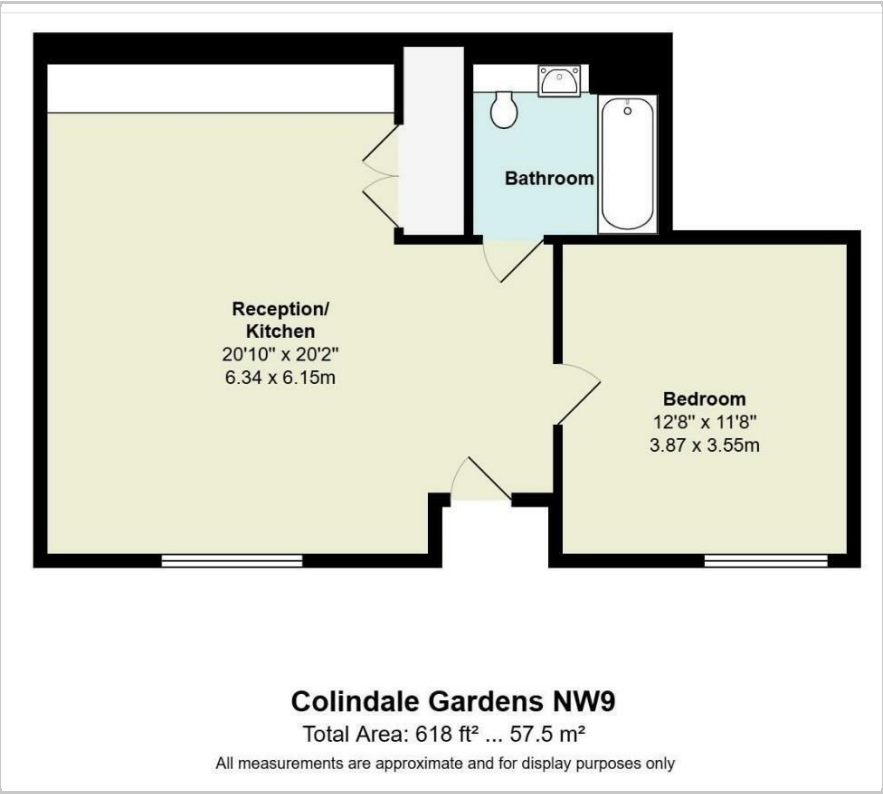 Bathroom
Reception/
Kitchen
20'10" x 20'2"
6.34 x 6.15m
Bedroom
12'8" x 11'8"
3.87 x 3.55m
Colindale Gardens NW9
Total Area: 618 ft² ... 57.5 m²
All measurements are approximate and for display purposes only